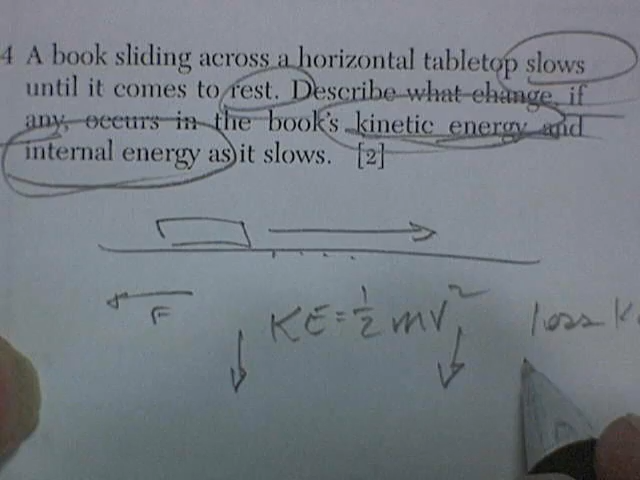 4 A book sliding across a horizontal tabletop slows
until it comes to rest. Describe what change, if
any, occurs in the book's kinetic energy and
internal energy as it slows. [2]
F
KE=½mv²
loss K